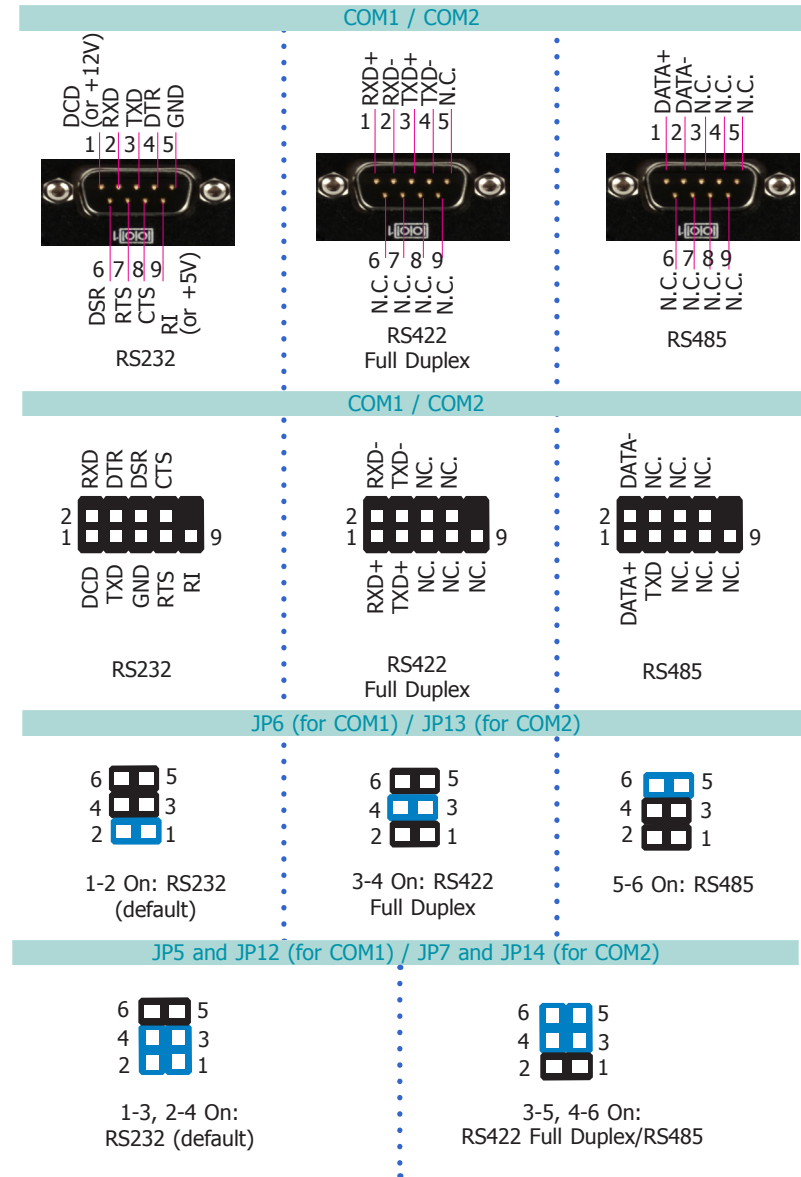 COM1 / COM2
DCD
(or +12V)
RXD
TXD
DTR
GND
1 2 3 4 5
6 7 8 9
DSR
RTS
CTS
RI
(or +5V)
RS232
RXD+
RXD-
TXD+
TXD-
N.C.
1 2 3 4 5
6 7 8 9
N.C.
N.C.
N.C.
N.C.
RS422
Full Duplex
DATA+
DATA-
N.C.
N.C.
N.C.
1 2 3 4 5
6 7 8 9
N.C.
N.C.
N.C.
N.C.
RS485
COM1 / COM2
RXD
DTR
DSR
CTS
2
1 9
DCD
TXD
GND
RTS
RI
RS232
RXD-
TXD-
NC.
NC.
2
1 9
RXD+
TXD+
NC.
NC.
NC.
RS422
Full Duplex
DATA-
NC.
NC.
NC.
2
1 9
DATA+
TXD
NC.
NC.
NC.
RS485
JP6 (for COM1) / JP13 (for COM2)
6 5
4 3
2 1
1-2 On: RS232
(default)
6 5
4 3
2 1
3-4 On: RS422
Full Duplex
6 5
4 3
2 1
5-6 On: RS485
JP5 and JP12 (for COM1) / JP7 and JP14 (for COM2)
6 5
4 3
2 1
1-3, 2-4 On:
RS232 (default)
6 5
4 3
2 1
3-5, 4-6 On:
RS422 Full Duplex/RS485